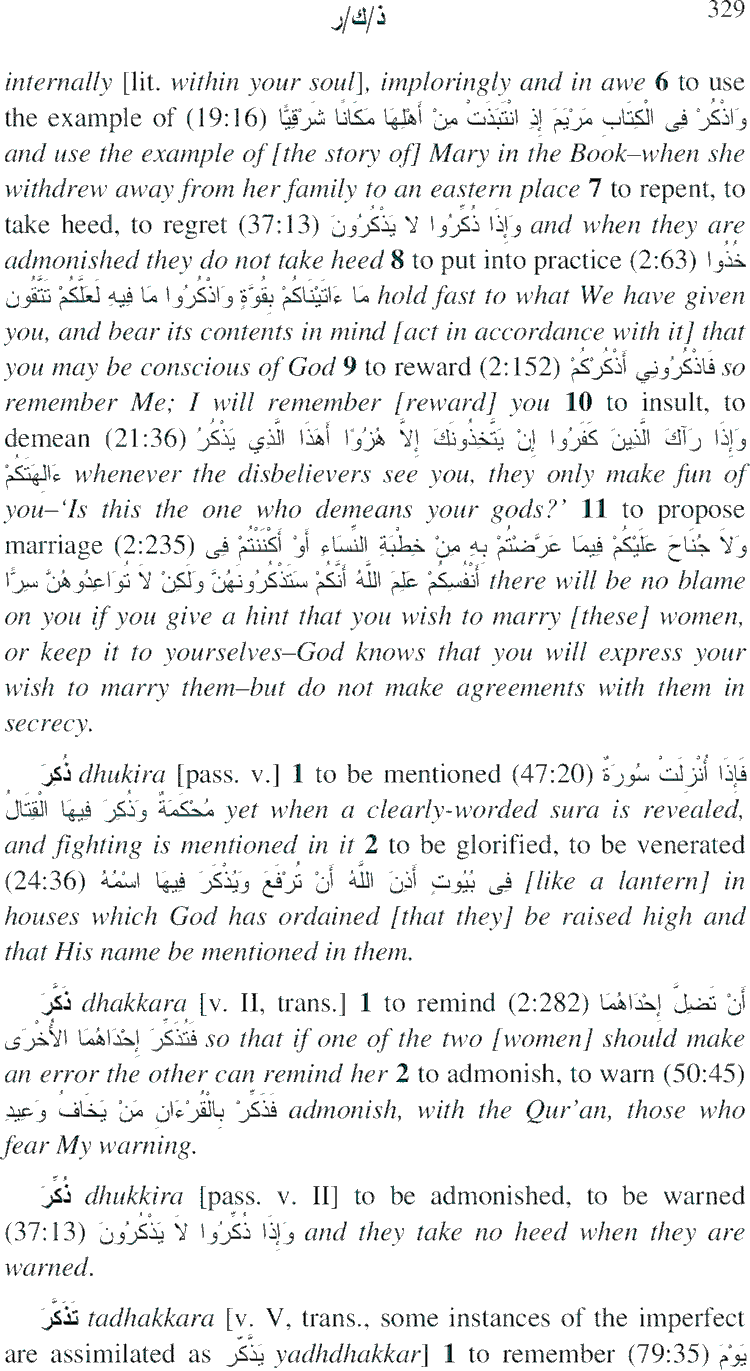 ذ/ك/ر 329
internally [lit. within your soul], imploringly and in awe 6 to use
the example of (19:16) وَاذْكُرْ فِى الْكِتَابِ مَرْيَمَ إِذِ انْتَبَذَتْ مِنْ أَهْلِهَا مَكَانًا شَرْقِيًّا
and use the example of [the story of] Mary in the Book–when she
withdrew away from her family to an eastern place 7 to repent, to
take heed, to regret (37:13) وَإِذَا ذُكِّرُوا لا يَذْكُرُونَ and when they are
admonished they do not take heed 8 to put into practice (2:63) خُذُوا
مَا ءَاتَيْنَاكُمْ بِقُوَّةٍ وَاذْكُرُوا مَا فِيهِ لَعَلَّكُمْ تَتَّقُون hold fast to what We have given
you, and bear its contents in mind [act in accordance with it] that
you may be conscious of God 9 to reward (2:152) فَاذْكُرُونِي أَذْكُرْكُمْ so
remember Me; I will remember [reward] you 10 to insult, to
demean (21:36) وَإِذَا رَآكَ الَّذِينَ كَفَرُوا إِنْ يَتَّخِذُونَكَ إِلاَّ هُزُوًا أَهَذَا الَّذِي يَذْكُرُ
ءَالِهَتَكُمْ whenever the disbelievers see you, they only make fun of
you–‘Is this the one who demeans your gods?’ 11 to propose
marriage (2:235) وَلاَ جُنَاحَ عَلَيْكُمْ فِيمَا عَرَّضْتُمْ بِهِ مِنْ خِطْبَةِ النِّسَاءِ أَوْ أَكْنَنْتُمْ فِى
أَنْفُسِكُمْ عَلِمَ اللَّهُ أَنَّكُمْ سَتَذْكُرُونَهُنَّ وَلَكِنْ لاَ تُوَاعِدُوهُنَّ سِرًّا there will be no blame
on you if you give a hint that you wish to marry [these] women,
or keep it to yourselves–God knows that you will express your
wish to marry them–but do not make agreements with them in
secrecy.
ذُكِرَ dhukira [pass. v.] 1 to be mentioned (47:20) فَإِذَا أُنْزِلَتْ سُورَةٌ
مُحْكَمَةٌ وَذُكِرَ فِيهَا الْقِتَالُ yet when a clearly-worded sura is revealed,
and fighting is mentioned in it 2 to be glorified, to be venerated
(24:36) فِى بُيُوتٍ أَذِنَ اللَّهُ أَنْ تُرْفَعَ وَيُذْكَرَ فِيهَا اسْمُهُ [like a lantern] in
houses which God has ordained [that they] be raised high and
that His name be mentioned in them.
ذَكَّرَ dhakkara [v. II, trans.] 1 to remind (2:282) أَنْ تَضِلَّ إِحْدَاهُمَا
فَتُذَكِّرَ إِحْدَاهُمَا الأُخْرَى so that if one of the two [women] should make
an error the other can remind her 2 to admonish, to warn (50:45)
فَذَكِّرْ بِالْقُرْءَانِ مَنْ يَخَافُ وَعِيدِ admonish, with the Qur’an, those who
fear My warning.
ذُكِّرَ dhukkira [pass. v. II] to be admonished, to be warned
(37:13) وَإِذَا ذُكِّرُوا لاَ يَذْكُرُونَ and they take no heed when they are
warned.
تَذَكَّرَ tadhakkara [v. V, trans., some instances of the imperfect
are assimilated as يَذَّكَّر yadhdhakkar] 1 to remember (79:35) يَوْمَ